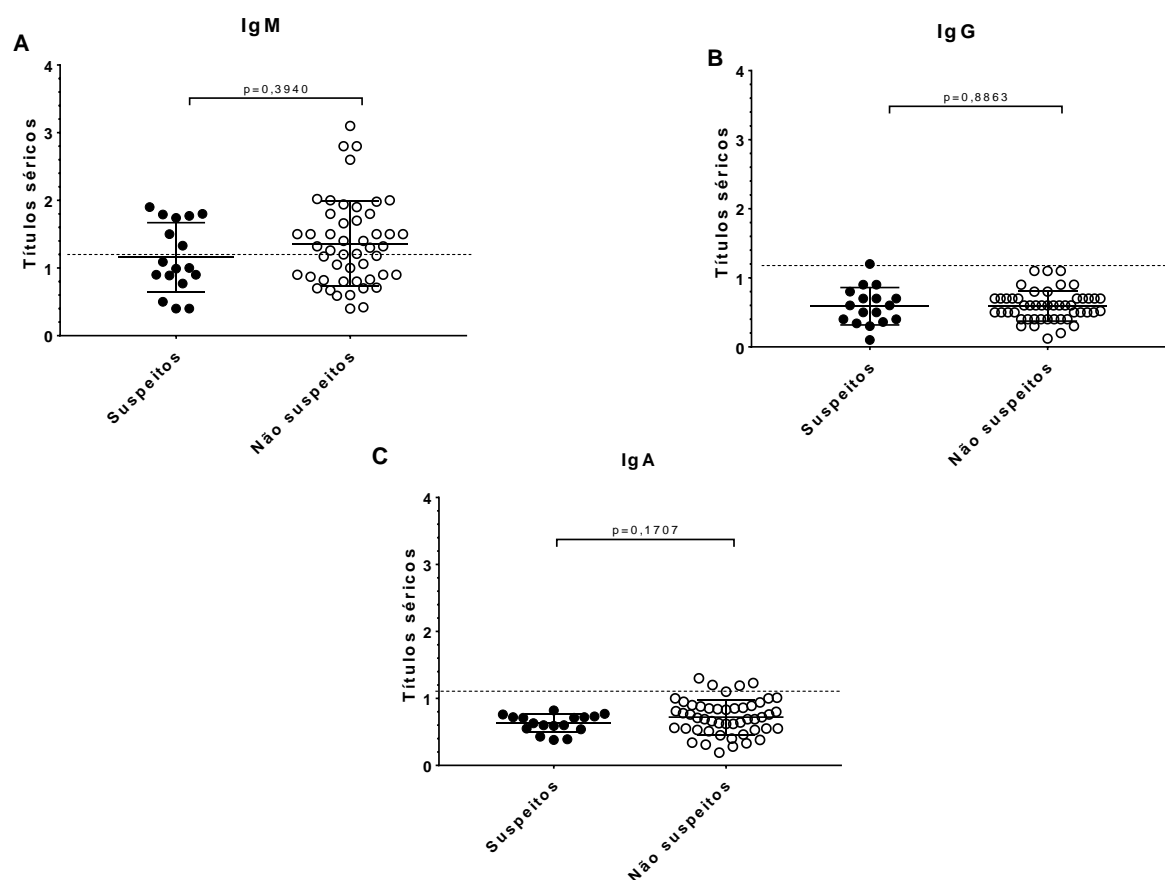 A
IgM
4
3
2
1
0
Títulos séricos
p=0,3940
Suspeitos
Não suspeitos
B
IgG
4
3
2
1
0
Títulos séricos
p=0,8863
Suspeitos
Não suspeitos
C
IgA
4
3
2
1
0
Títulos séricos
p=0,1707
Suspeitos
Não suspeitos